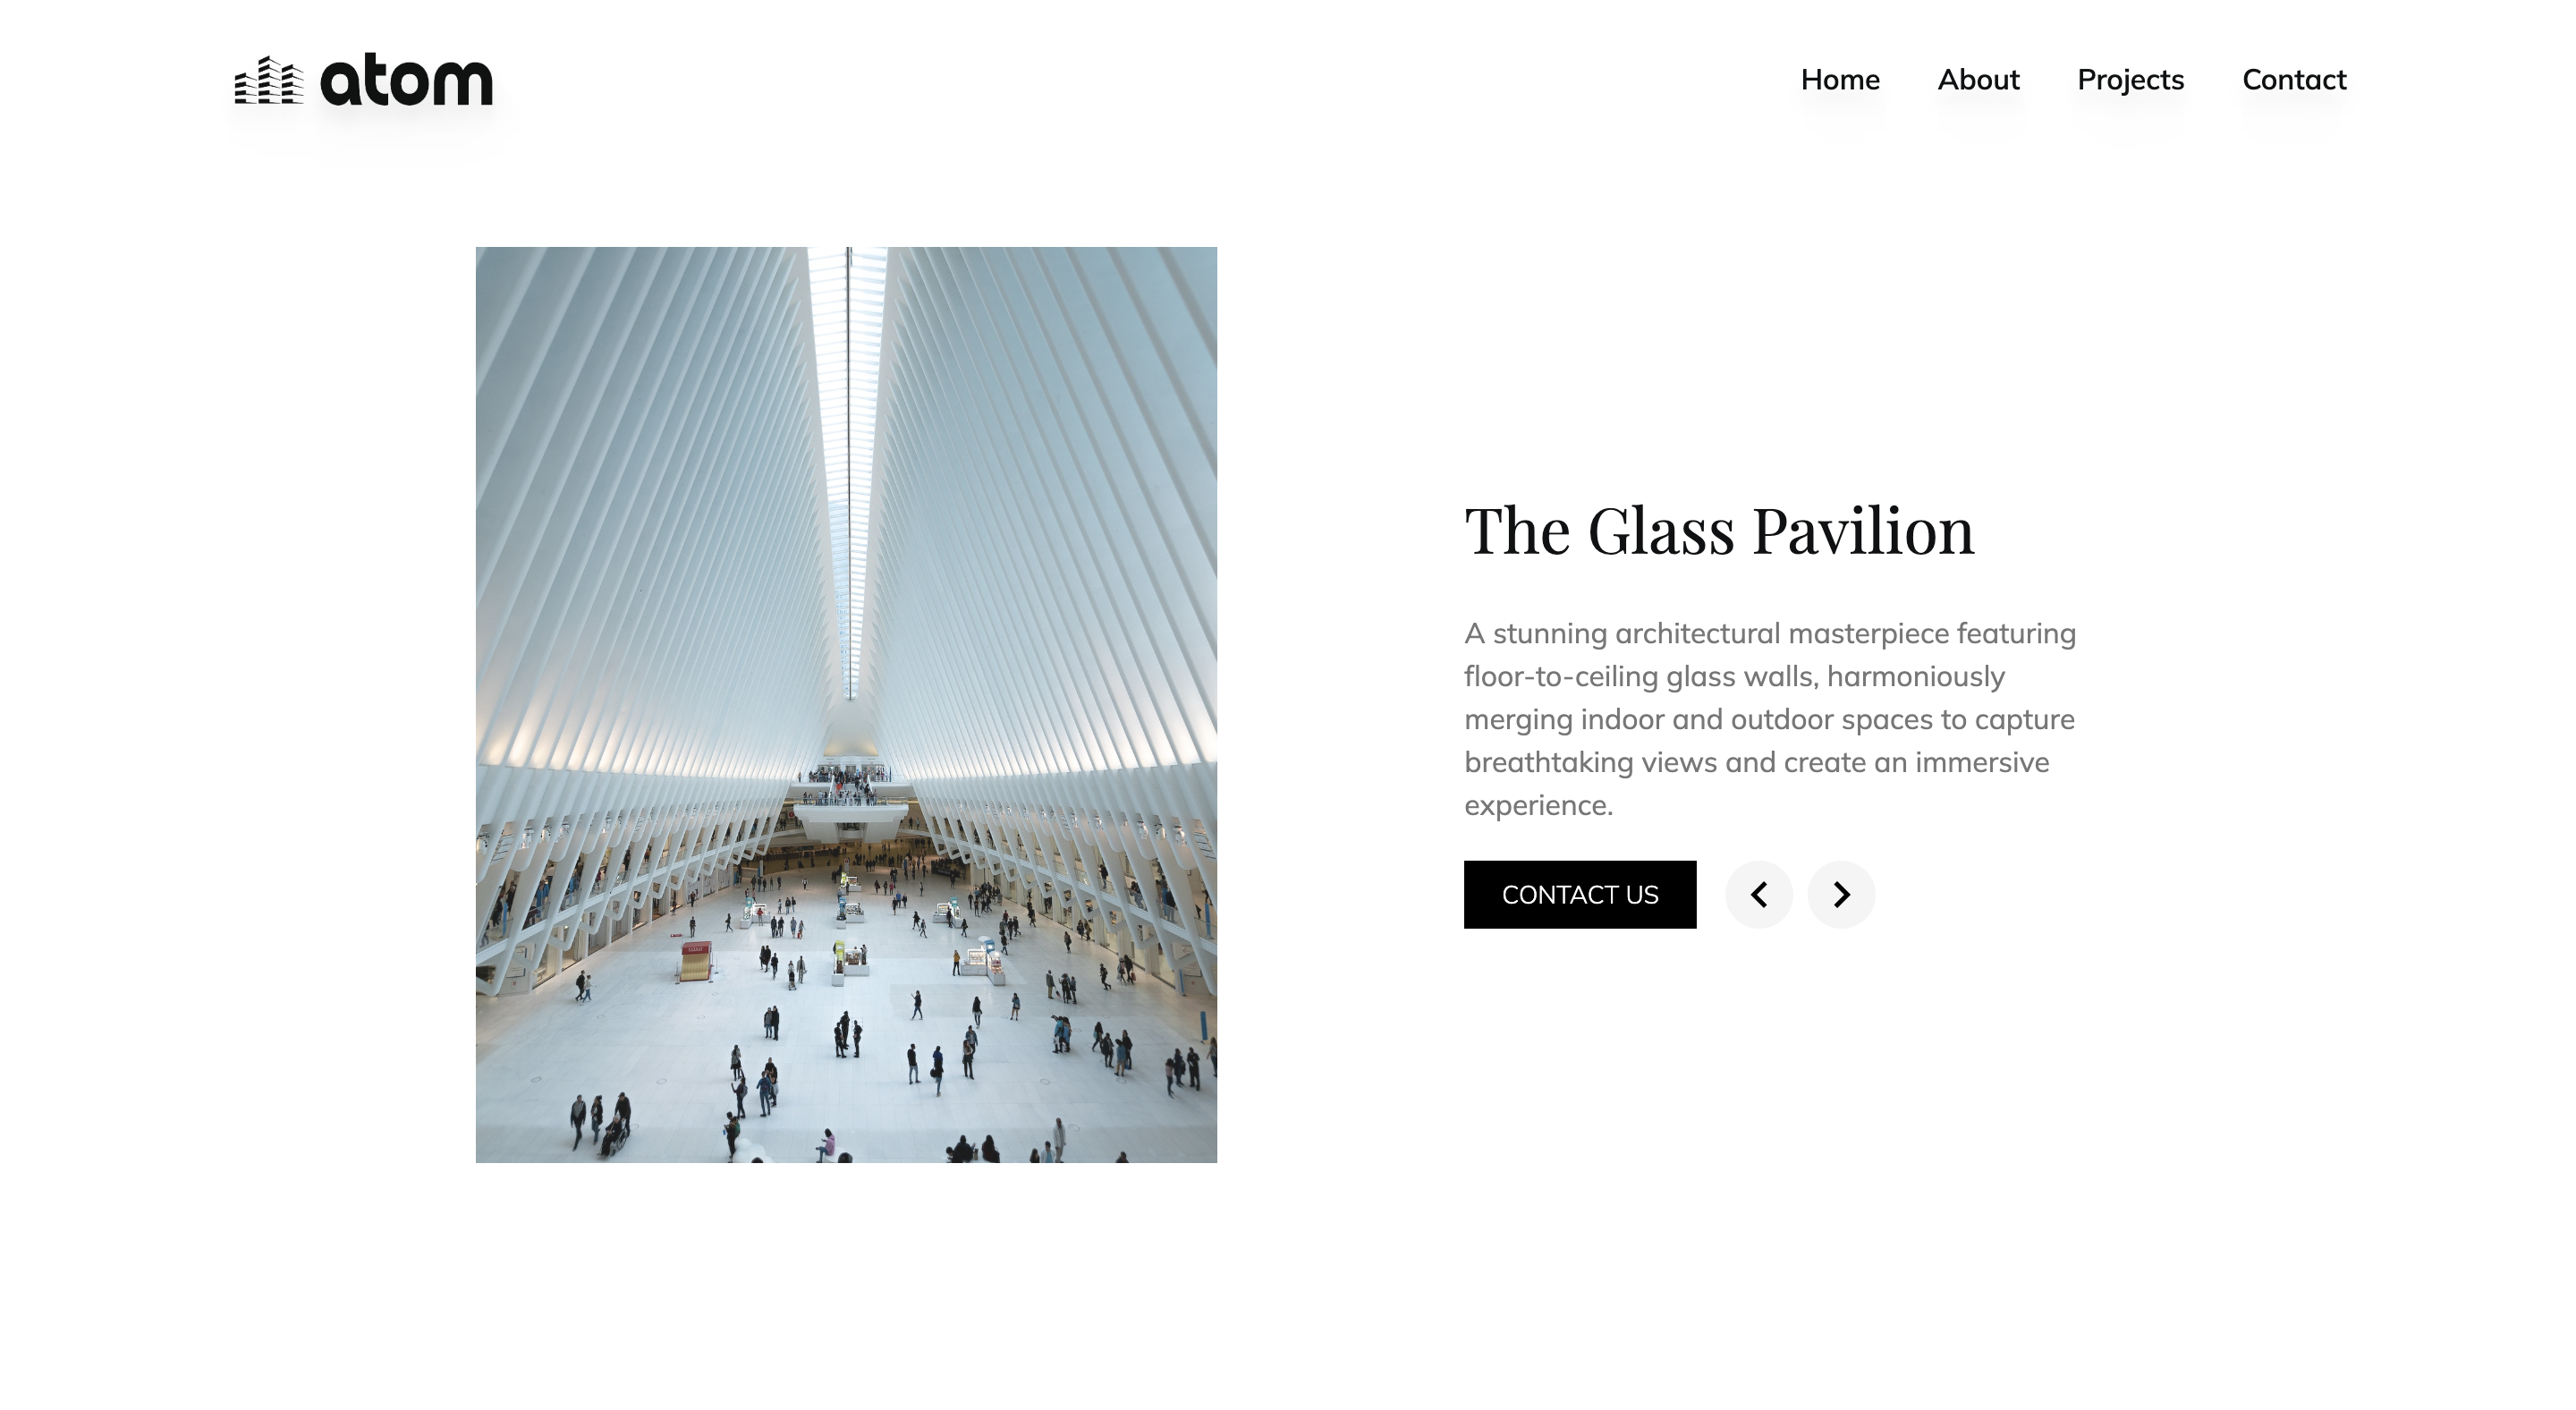 atom
Home
About
Projects
Contact
The Glass Pavilion
A stunning architectural masterpiece featuring
floor-to-ceiling glass walls, harmoniously
merging indoor and outdoor spaces to capture
breathtaking views and create an immersive
experience.
CONTACT US